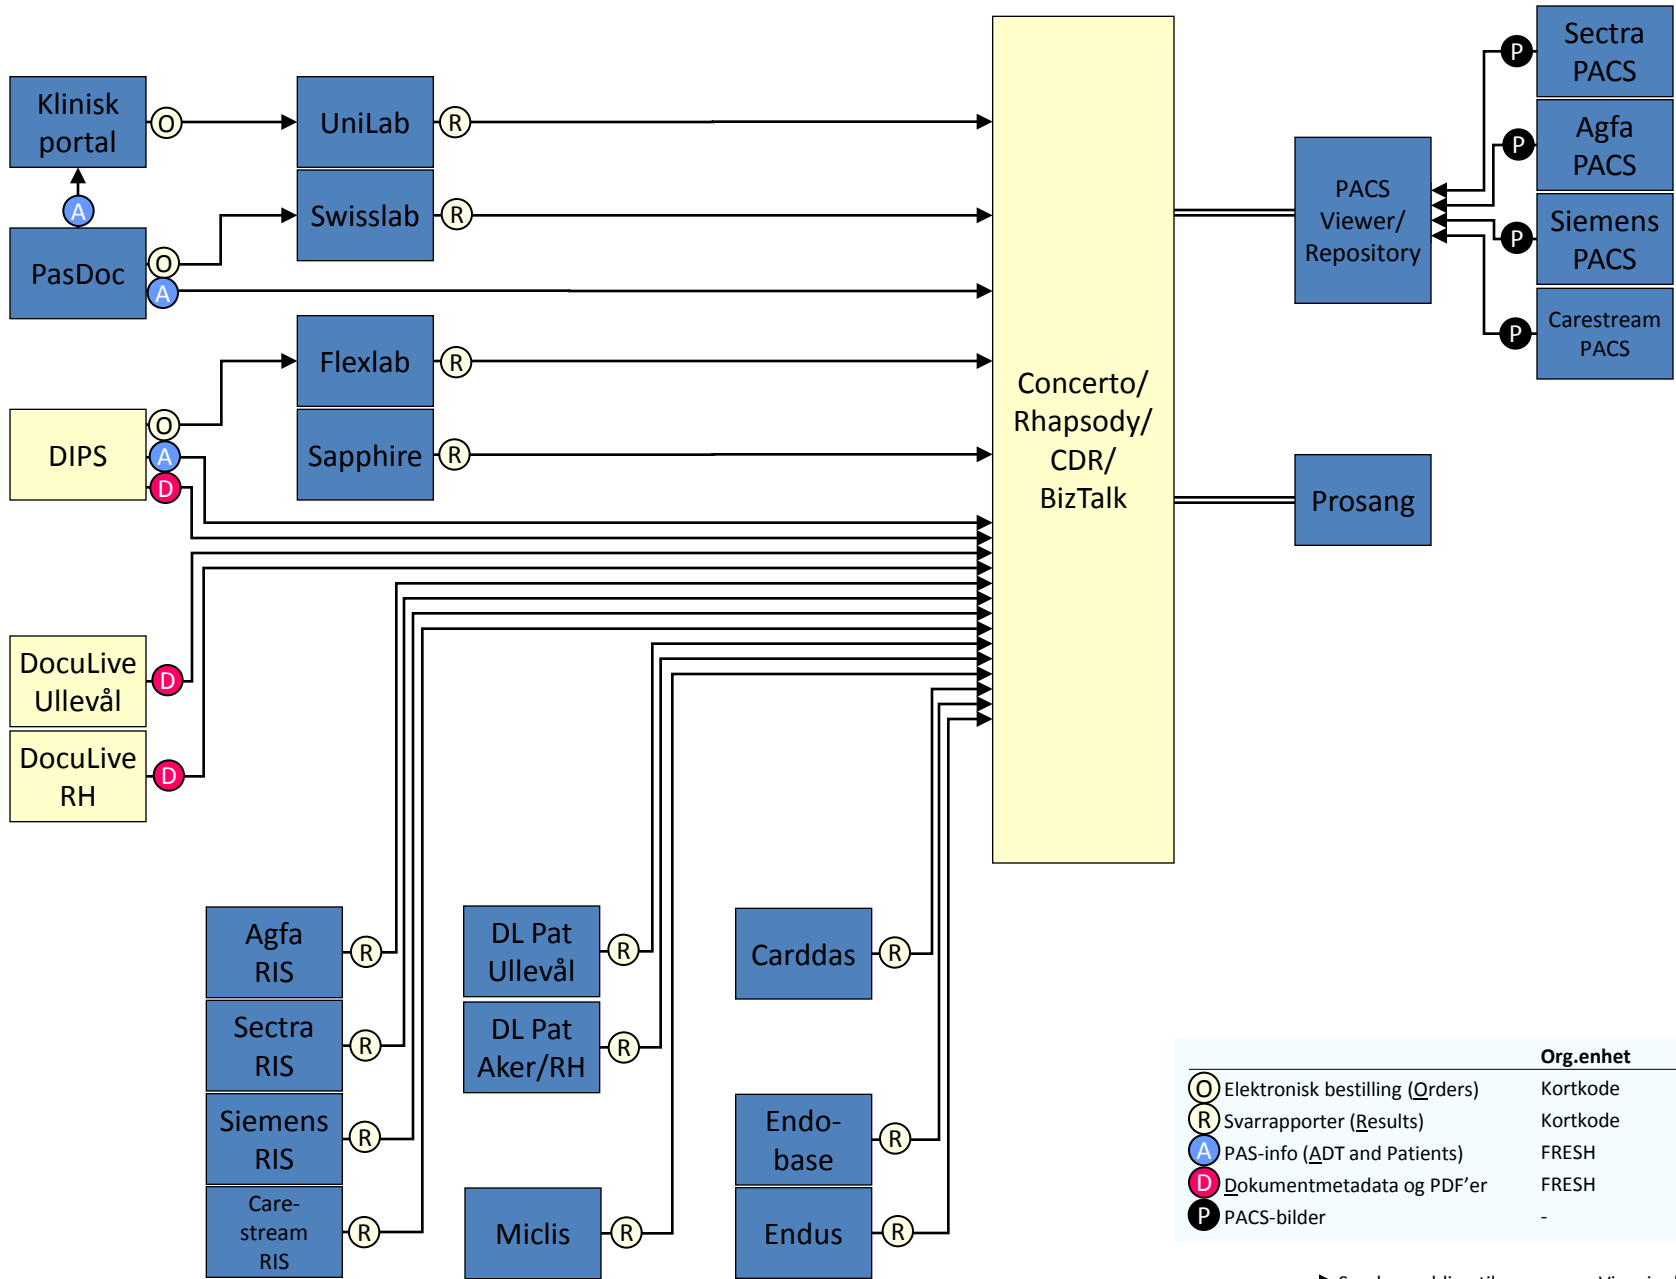 Sectra
PACS
P
Klinisk
portal
O
UniLab
R
Agfa
PACS
P
A
Swisslab
R
PACS
Viewer/
Repository
Siemens
PACS
P
PasDoc
O
A
Carestream
PACS
P
Flexlab
R
Concerto/
Rhapsody/
CDR/
BizTalk
DIPS
O
A
D
Sapphire
R
Prosang
DocuLive
Ullevål
D
DocuLive
RH
D
Agfa
RIS
R
DL Pat
Ullevål
R
Carddas
R
Sectra
RIS
R
DL Pat
Aker/RH
R
Siemens
RIS
R
Endo-
base
R
Care-
stream
RIS
R
Miclis
R
Endus
R
Org.enhet
O Elektronisk bestilling (Orders) Kortkode
R Svarrapporter (Results) Kortkode
A PAS-info (ADT and Patients) FRESH
D Dokumentmetadata og PDF’er FRESH
P PACS-bilder -